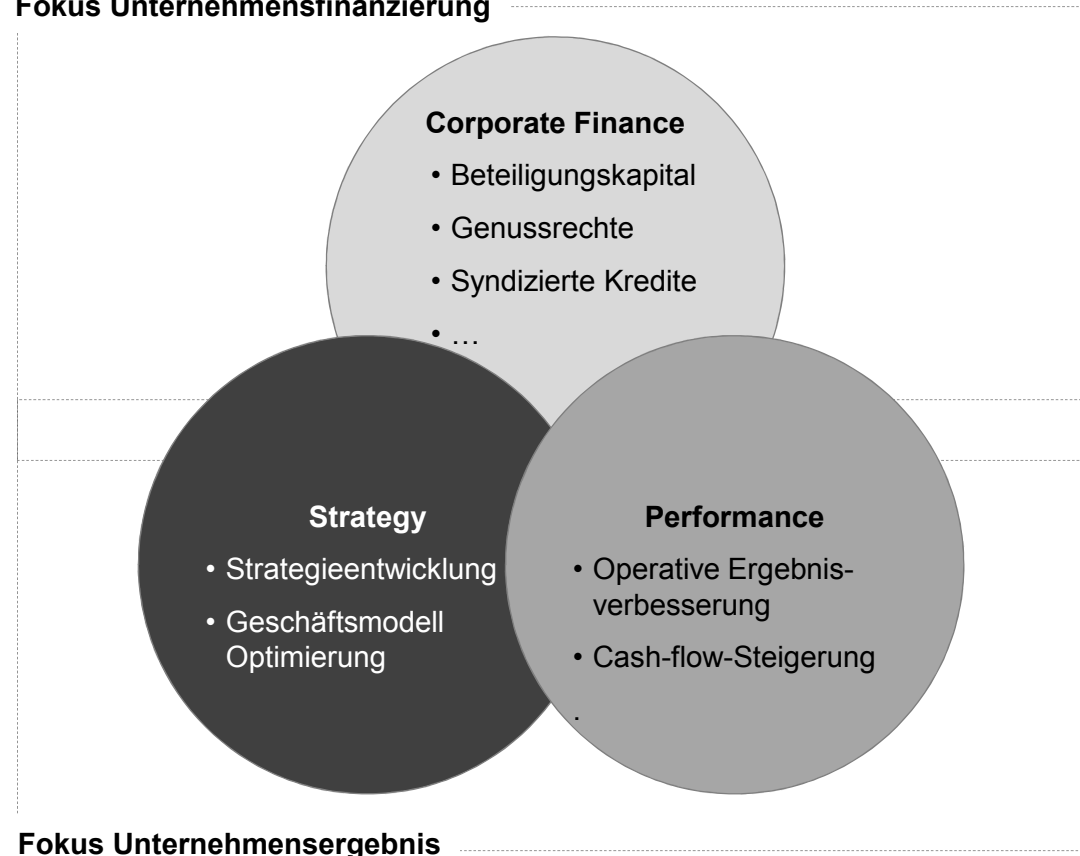 Fokus Unternehmensfinanzierung
Corporate Finance
• Beteiligungskapital
• Genussrechte
• Syndizierte Kredite
• …
Strategy
• Strategieentwicklung
• Geschäftsmodell
Optimierung
Performance
• Operative Ergebnis-
verbesserung
• Cash-flow-Steigerung
.
Fokus Unternehmensergebnis